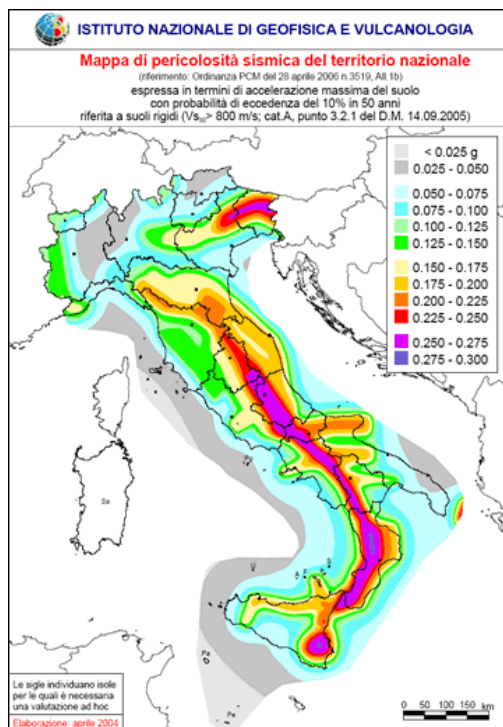 ISTITUTO NAZIONALE DI GEOFISICA E VULCANOLOGIA
Mappa di pericolosità sismica del territorio nazionale
(riferimento: Ordinanza PCM del 28 aprile 2006 n.3519, All.1b)
espressa in termini di accelerazione massima del suolo
con probabilità di eccedenza del 10% in 50 anni
riferita a suoli rigidi (Vs₃₀> 800 m/s; cat.A, punto 3.2.1 del D.M. 14.09.2005)
< 0.025 g
0.025 - 0.050
0.050 - 0.075
0.075 - 0.100
0.100 - 0.125
0.125 - 0.150
0.150 - 0.175
0.175 - 0.200
0.200 - 0.225
0.225 - 0.250
0.250 - 0.275
0.275 - 0.300
Sa
U
A
S
Pa
Pe
Le sigle individuano isole
per le quali è necessaria
una valutazione ad hoc
Elaborazione: aprile 2004
0 50 100 150 km